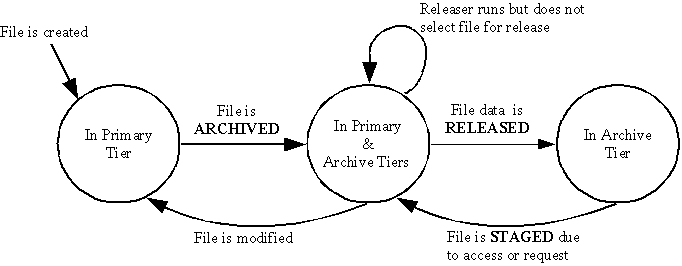 File is created
Releaser runs but does not
select file for release
In Primary
Tier
File is
ARCHIVED
In Primary
&
Archive Tiers
File data is
RELEASED
In Archive
Tier
File is modified
File is STAGED due
to access or request